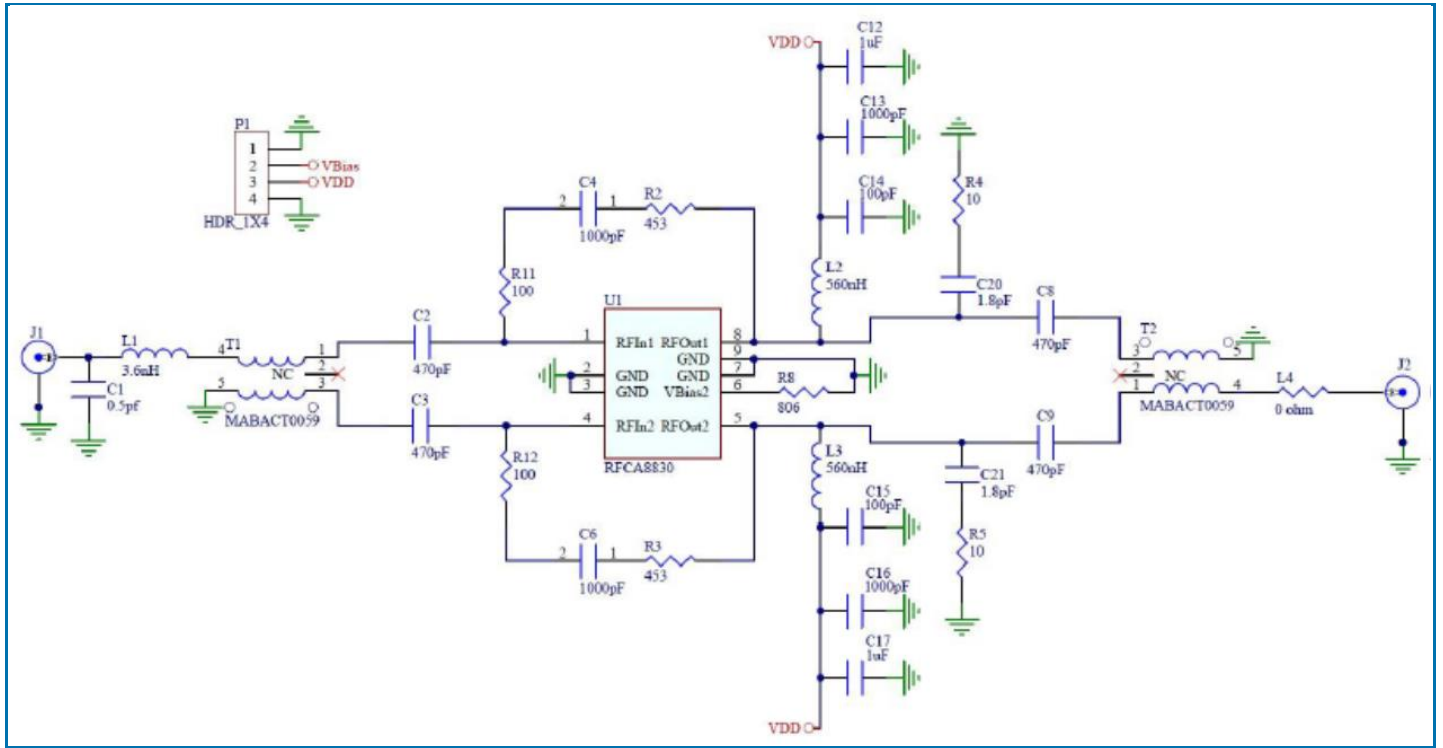 C12
1uF
VDD
C13
1000pF
C14
100pF
L2
560nH
P1
1
2
3
4
VBias
VDD
HDR_1X4
C4
2
1
1000pF
R2
453
R11
100
R4
10
C20
1.8pF
C8
470pF
J1
L1
3.6nH
C1
0.5pf
4
T1
1
NC
2
5
3
MABACT0059
C2
470pF
C3
470pF
U1
1
RFIn1
RFOut1
8
GND
9
2
GND
GND
7
3
GND
VBias2
6
4
RFIn2
RFOut2
5
RFCA8830
R8
806
T2
3
5
2
NC
1
4
MABACT0059
L4
0 ohm
J2
R12
100
C6
2
1
1000pF
R3
453
L3
560nH
C9
470pF
C21
1.8pF
R5
10
C15
100pF
C16
1000pF
C17
1uF
VDD